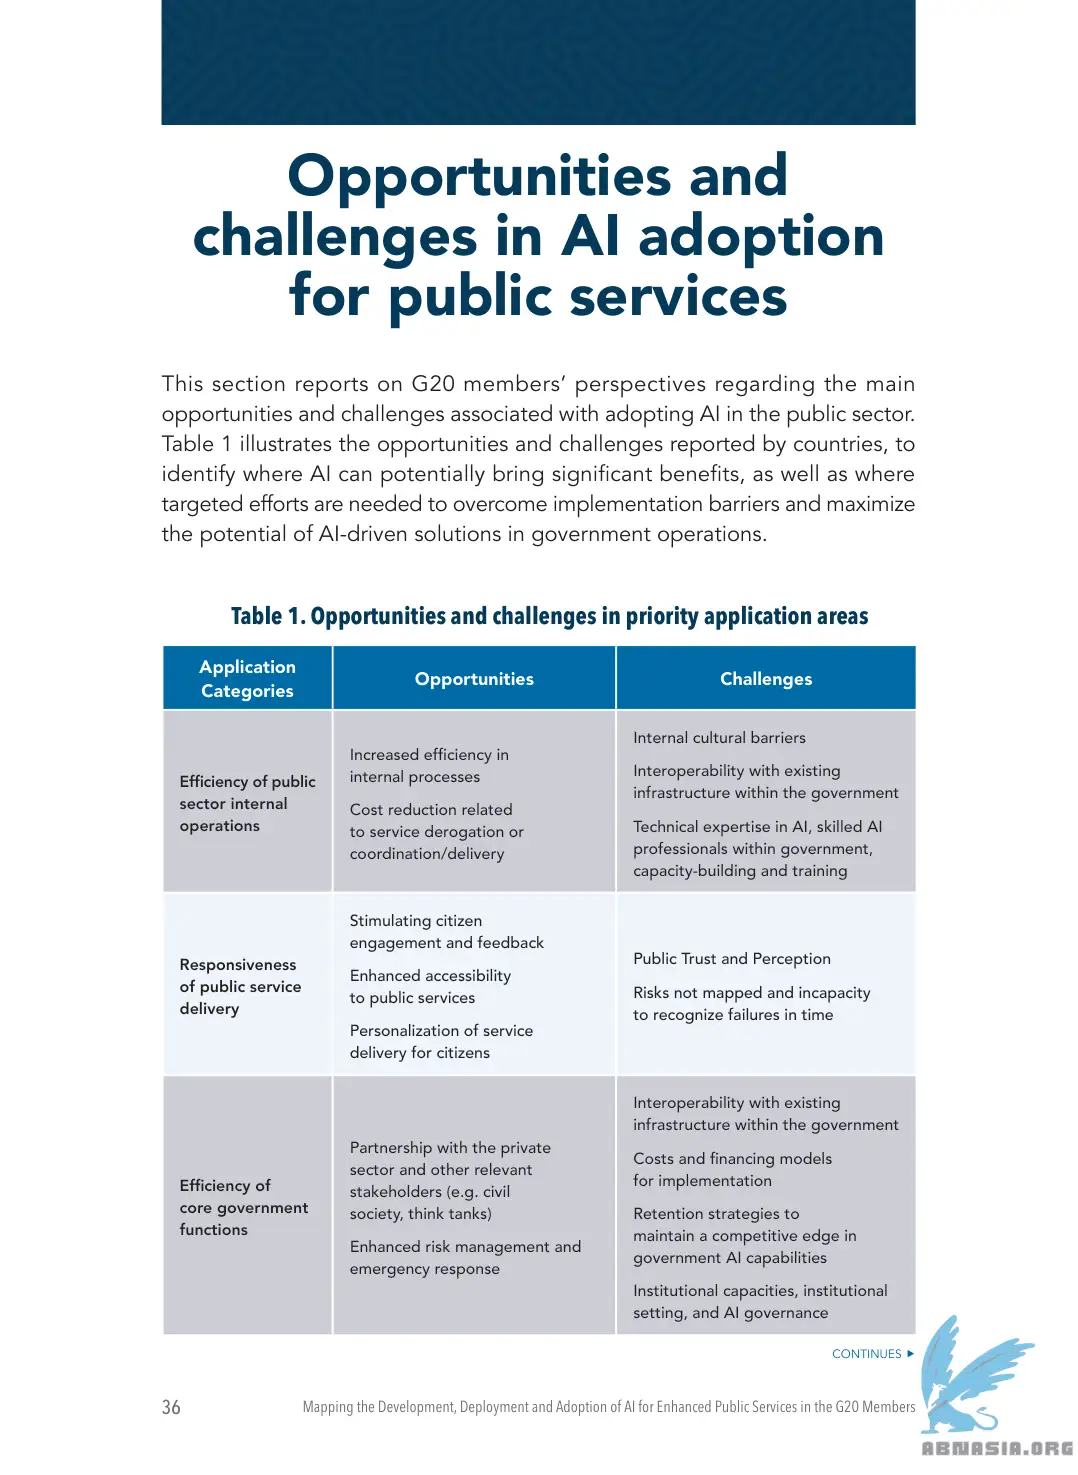 Opportunities and
challenges in AI adoption
for public services
This section reports on G20 members’ perspectives regarding the main
opportunities and challenges associated with adopting AI in the public sector.
Table 1 illustrates the opportunities and challenges reported by countries, to
identify where AI can potentially bring significant benefits, as well as where
targeted efforts are needed to overcome implementation barriers and maximize
the potential of AI-driven solutions in government operations.
Table 1. Opportunities and challenges in priority application areas
Application
Categories
Opportunities
Challenges
Efficiency of public
sector internal
operations
Increased efficiency in
internal processes
Cost reduction related
to service derogation or
coordination/delivery
Internal cultural barriers
Interoperability with existing
infrastructure within the government
Technical expertise in AI, skilled AI
professionals within government,
capacity-building and training
Responsiveness
of public service
delivery
Stimulating citizen
engagement and feedback
Enhanced accessibility
to public services
Personalization of service
delivery for citizens
Public Trust and Perception
Risks not mapped and incapacity
to recognize failures in time
Efficiency of
core government
functions
Partnership with the private
sector and other relevant
stakeholders (e.g. civil
society, think tanks)
Enhanced risk management and
emergency response
Interoperability with existing
infrastructure within the government
Costs and financing models
for implementation
Retention strategies to
maintain a competitive edge in
government AI capabilities
Institutional capacities, institutional
setting, and AI governance
CONTINUES ▶
36
Mapping the Development, Deployment and Adoption of AI for Enhanced Public Services in the G20 Members
ABNASIA.ORG